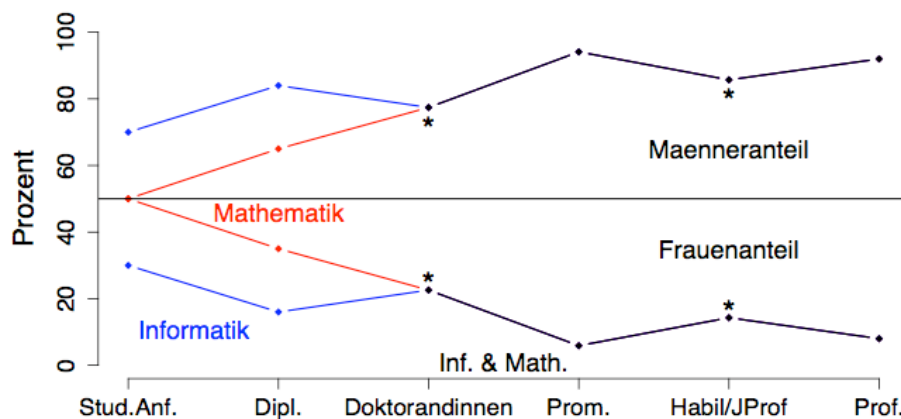 100
80
60
40
20
0
Prozent
Maenneranteil
Mathematik
Frauenanteil
Informatik
Inf. & Math.
*
*
*
*
Stud.Anf. Dipl. Doktorandinnen Prom. Habil/JProf Prof.